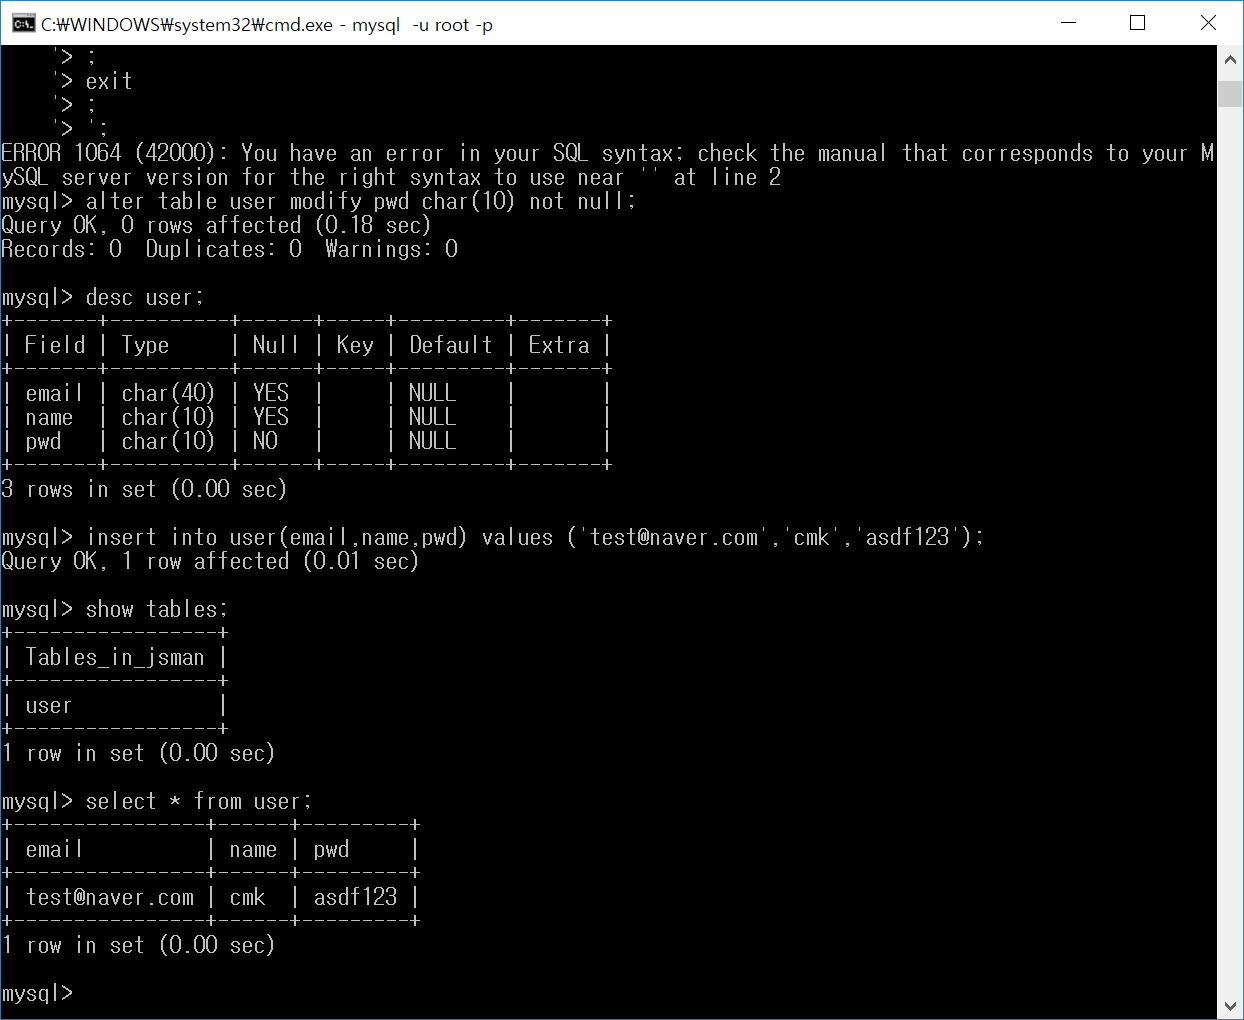 C:₩WINDOWS₩system32₩cmd.exe - mysql  -u root -p
    '> ;
    '> exit
    '> ;
    '> ';
ERROR 1064 (42000): You have an error in your SQL syntax; check the manual that corresponds to your M
ySQL server version for the right syntax to use near '' at line 2
mysql> alter table user modify pwd char(10) not null;
Query OK, 0 rows affected (0.18 sec)
Records: 0  Duplicates: 0  Warnings: 0
mysql> desc user;
+-------+----------+------+-----+---------+-------+
| Field | Type     | Null | Key | Default | Extra |
+-------+----------+------+-----+---------+-------+
| email | char(40) | YES  |     | NULL    |       |
| name  | char(10) | YES  |     | NULL    |       |
| pwd   | char(10) | NO   |     | NULL    |       |
+-------+----------+------+-----+---------+-------+
3 rows in set (0.00 sec)
mysql> insert into user(email,name,pwd) values ('test@naver.com','cmk','asdf123');
Query OK, 1 row affected (0.01 sec)
mysql> show tables;
+-----------------+
| Tables_in_jsman |
+-----------------+
| user            |
+-----------------+
1 row in set (0.00 sec)
mysql> select * from user;
+----------------+------+---------+
| email          | name | pwd     |
+----------------+------+---------+
| test@naver.com | cmk  | asdf123 |
+----------------+------+---------+
1 row in set (0.00 sec)
mysql>